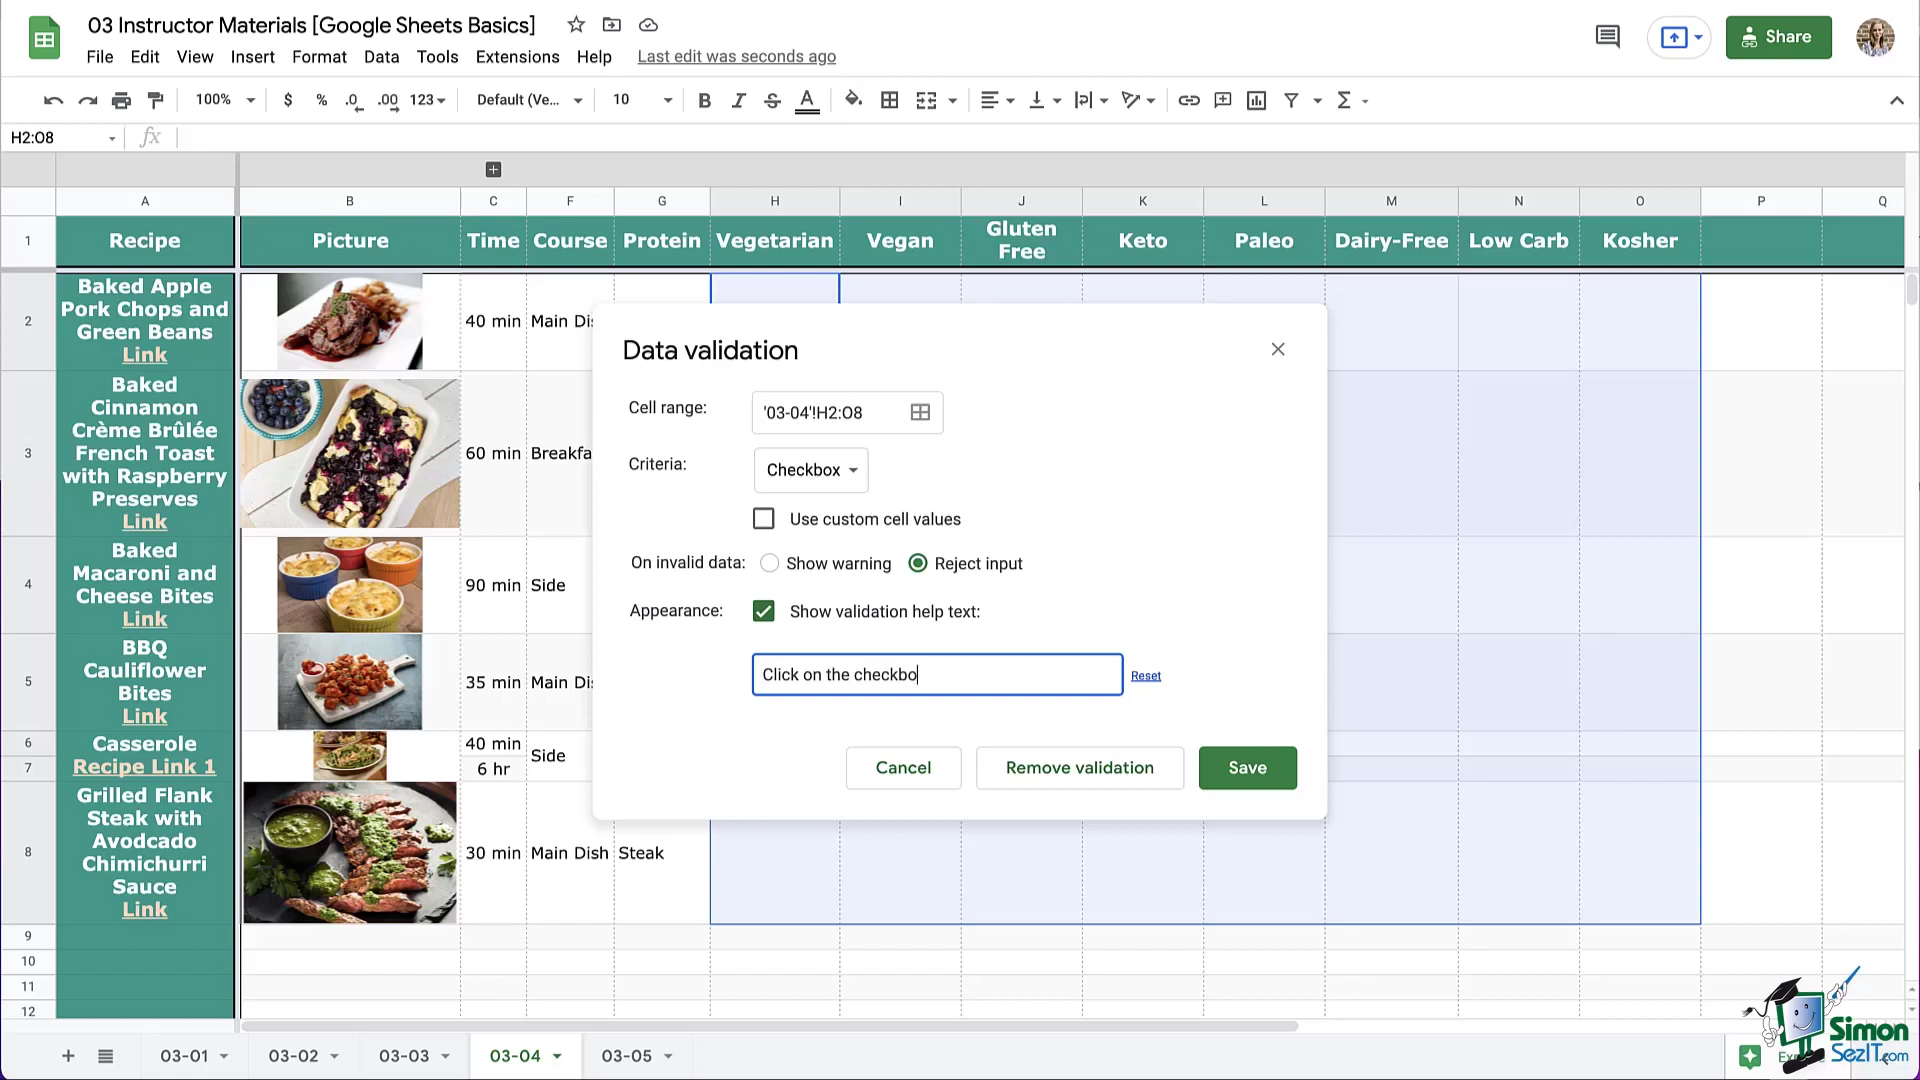 03 Instructor Materials [Google Sheets Basics]
File Edit View Insert Format Data Tools Extensions Help Last edit was seconds ago
Share
100% $ % .0 .00 123 Default (Ve... 10 B I S A Σ
H2:O8 fx
A B C F G H I J K L M N O P Q
1 Recipe Picture Time Course Protein Vegetarian Vegan Gluten Free Keto Paleo Dairy-Free Low Carb Kosher
2
Baked Apple
Pork Chops and
Green Beans
Link
40 min Main Di
3
Baked
Cinnamon
Crème Brûlée
French Toast
with Raspberry
Preserves
Link
60 min Breakfa
4
Baked
Macaroni and
Cheese Bites
Link
90 min Side
5
BBQ
Cauliflower
Bites
Link
35 min Main Di
6
7
Casserole
Recipe Link 1
40 min
6 hr
Side
8
Grilled Flank
Steak with
Avodcado
Chimichurri
Sauce
Link
30 min Main Dish Steak
9
10
11
12
Data validation
Cell range: '03-04'!H2:O8
Criteria: Checkbox
Use custom cell values
On invalid data: Show warning Reject input
Appearance: Show validation help text:
Click on the checkbo Reset
Cancel Remove validation Save
03-01 03-02 03-03 03-04 03-05
Simon
SezIT.com